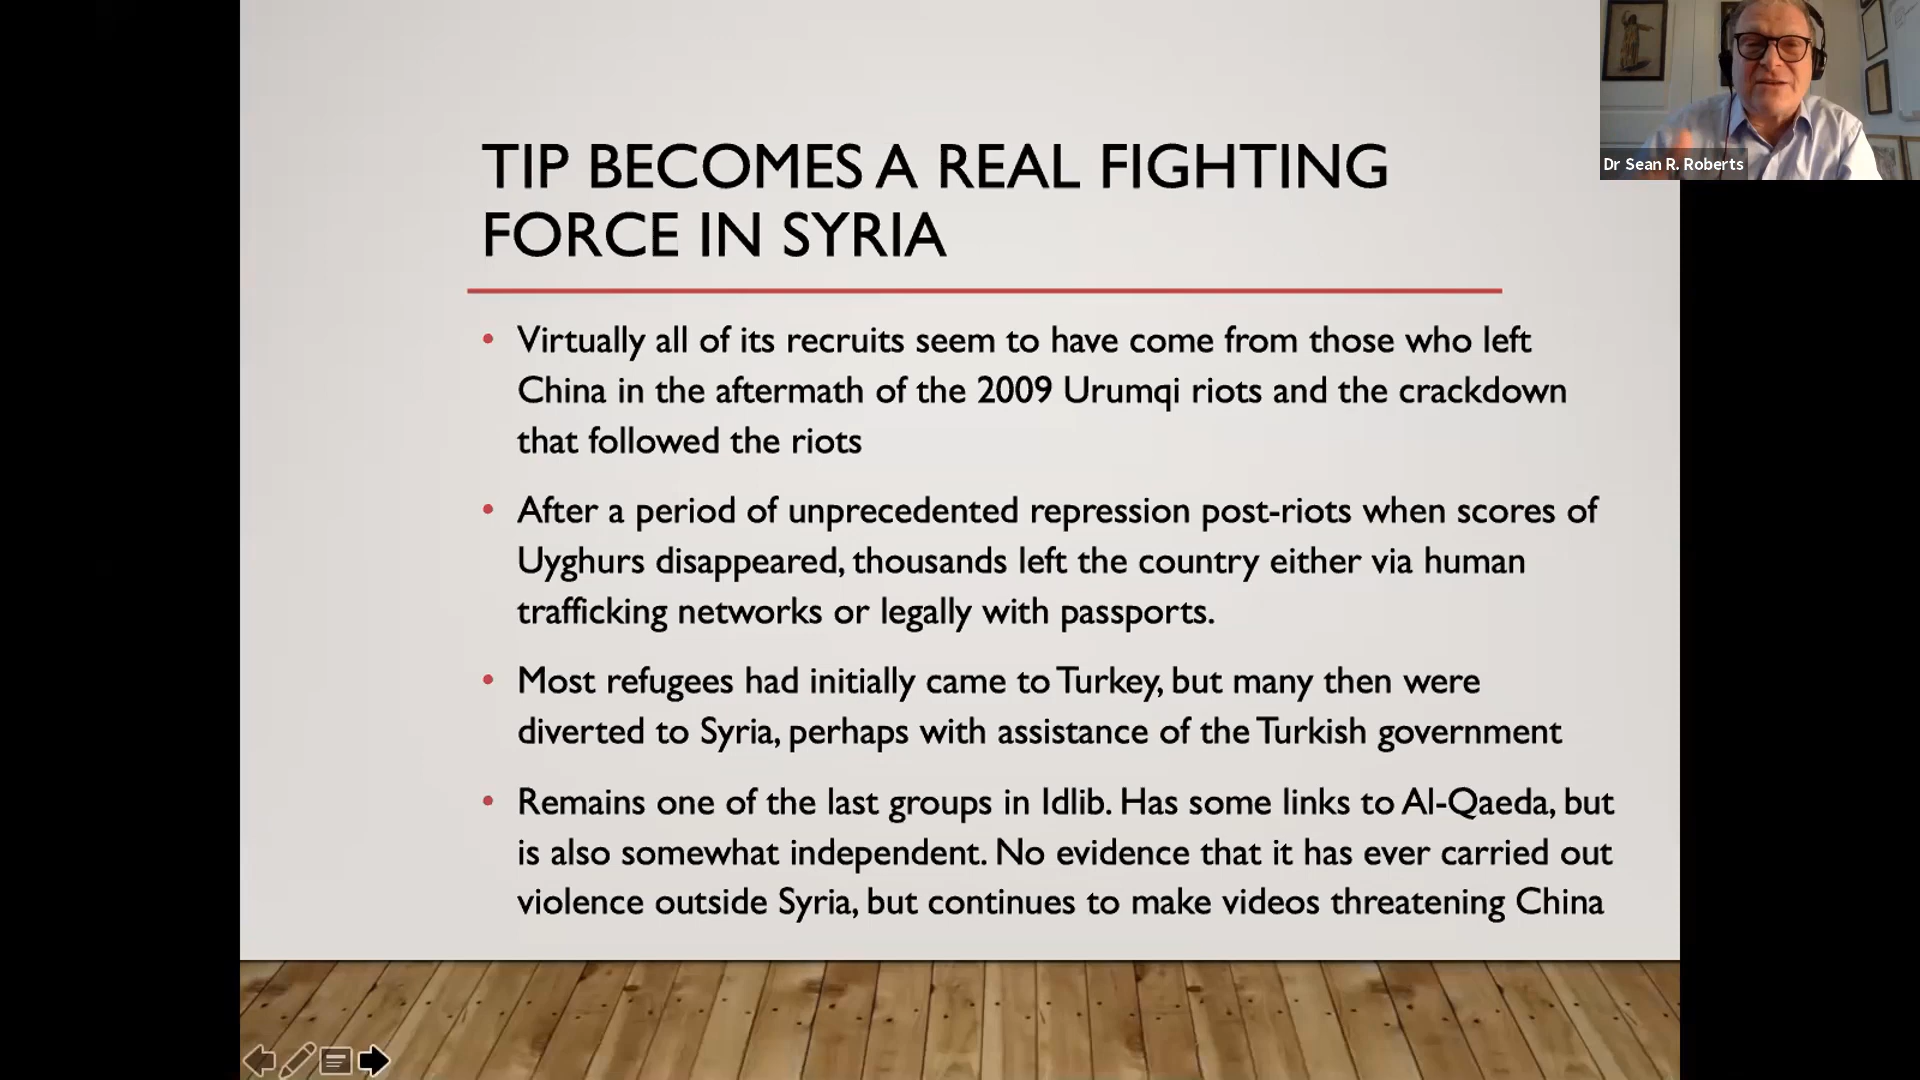 Dr Sean R. Roberts
TIP BECOMES A REAL FIGHTING
FORCE IN SYRIA
• Virtually all of its recruits seem to have come from those who left
China in the aftermath of the 2009 Urumqi riots and the crackdown
that followed the riots
• After a period of unprecedented repression post-riots when scores of
Uyghurs disappeared, thousands left the country either via human
trafficking networks or legally with passports.
• Most refugees had initially came to Turkey, but many then were
diverted to Syria, perhaps with assistance of the Turkish government
• Remains one of the last groups in Idlib. Has some links to Al-Qaeda, but
is also somewhat independent. No evidence that it has ever carried out
violence outside Syria, but continues to make videos threatening China